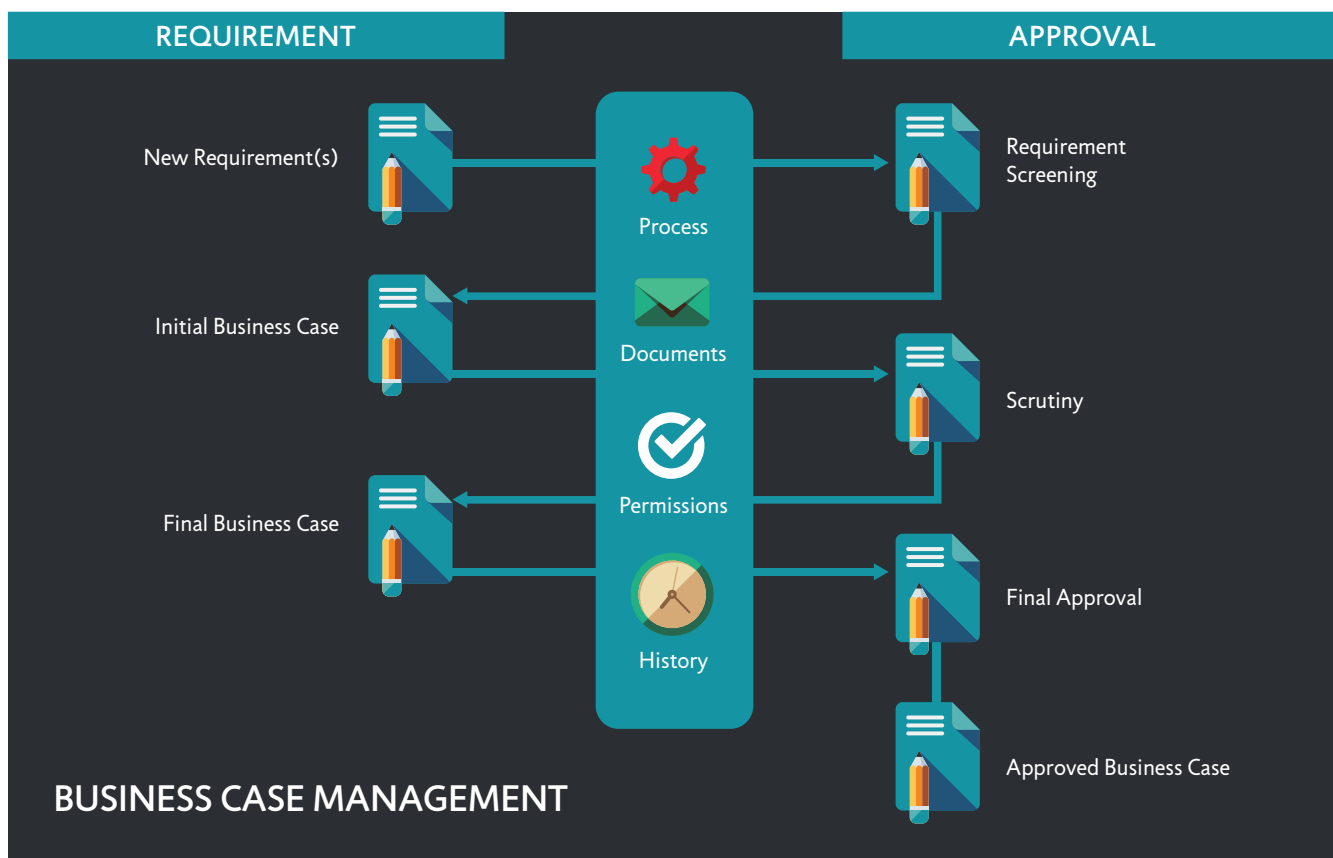 REQUIREMENT
APPROVAL
New Requirement(s)
Process
Requirement
Screening
Initial Business Case
Documents
Scrutiny
Final Business Case
Permissions
Final Approval
History
Approved Business Case
BUSINESS CASE MANAGEMENT